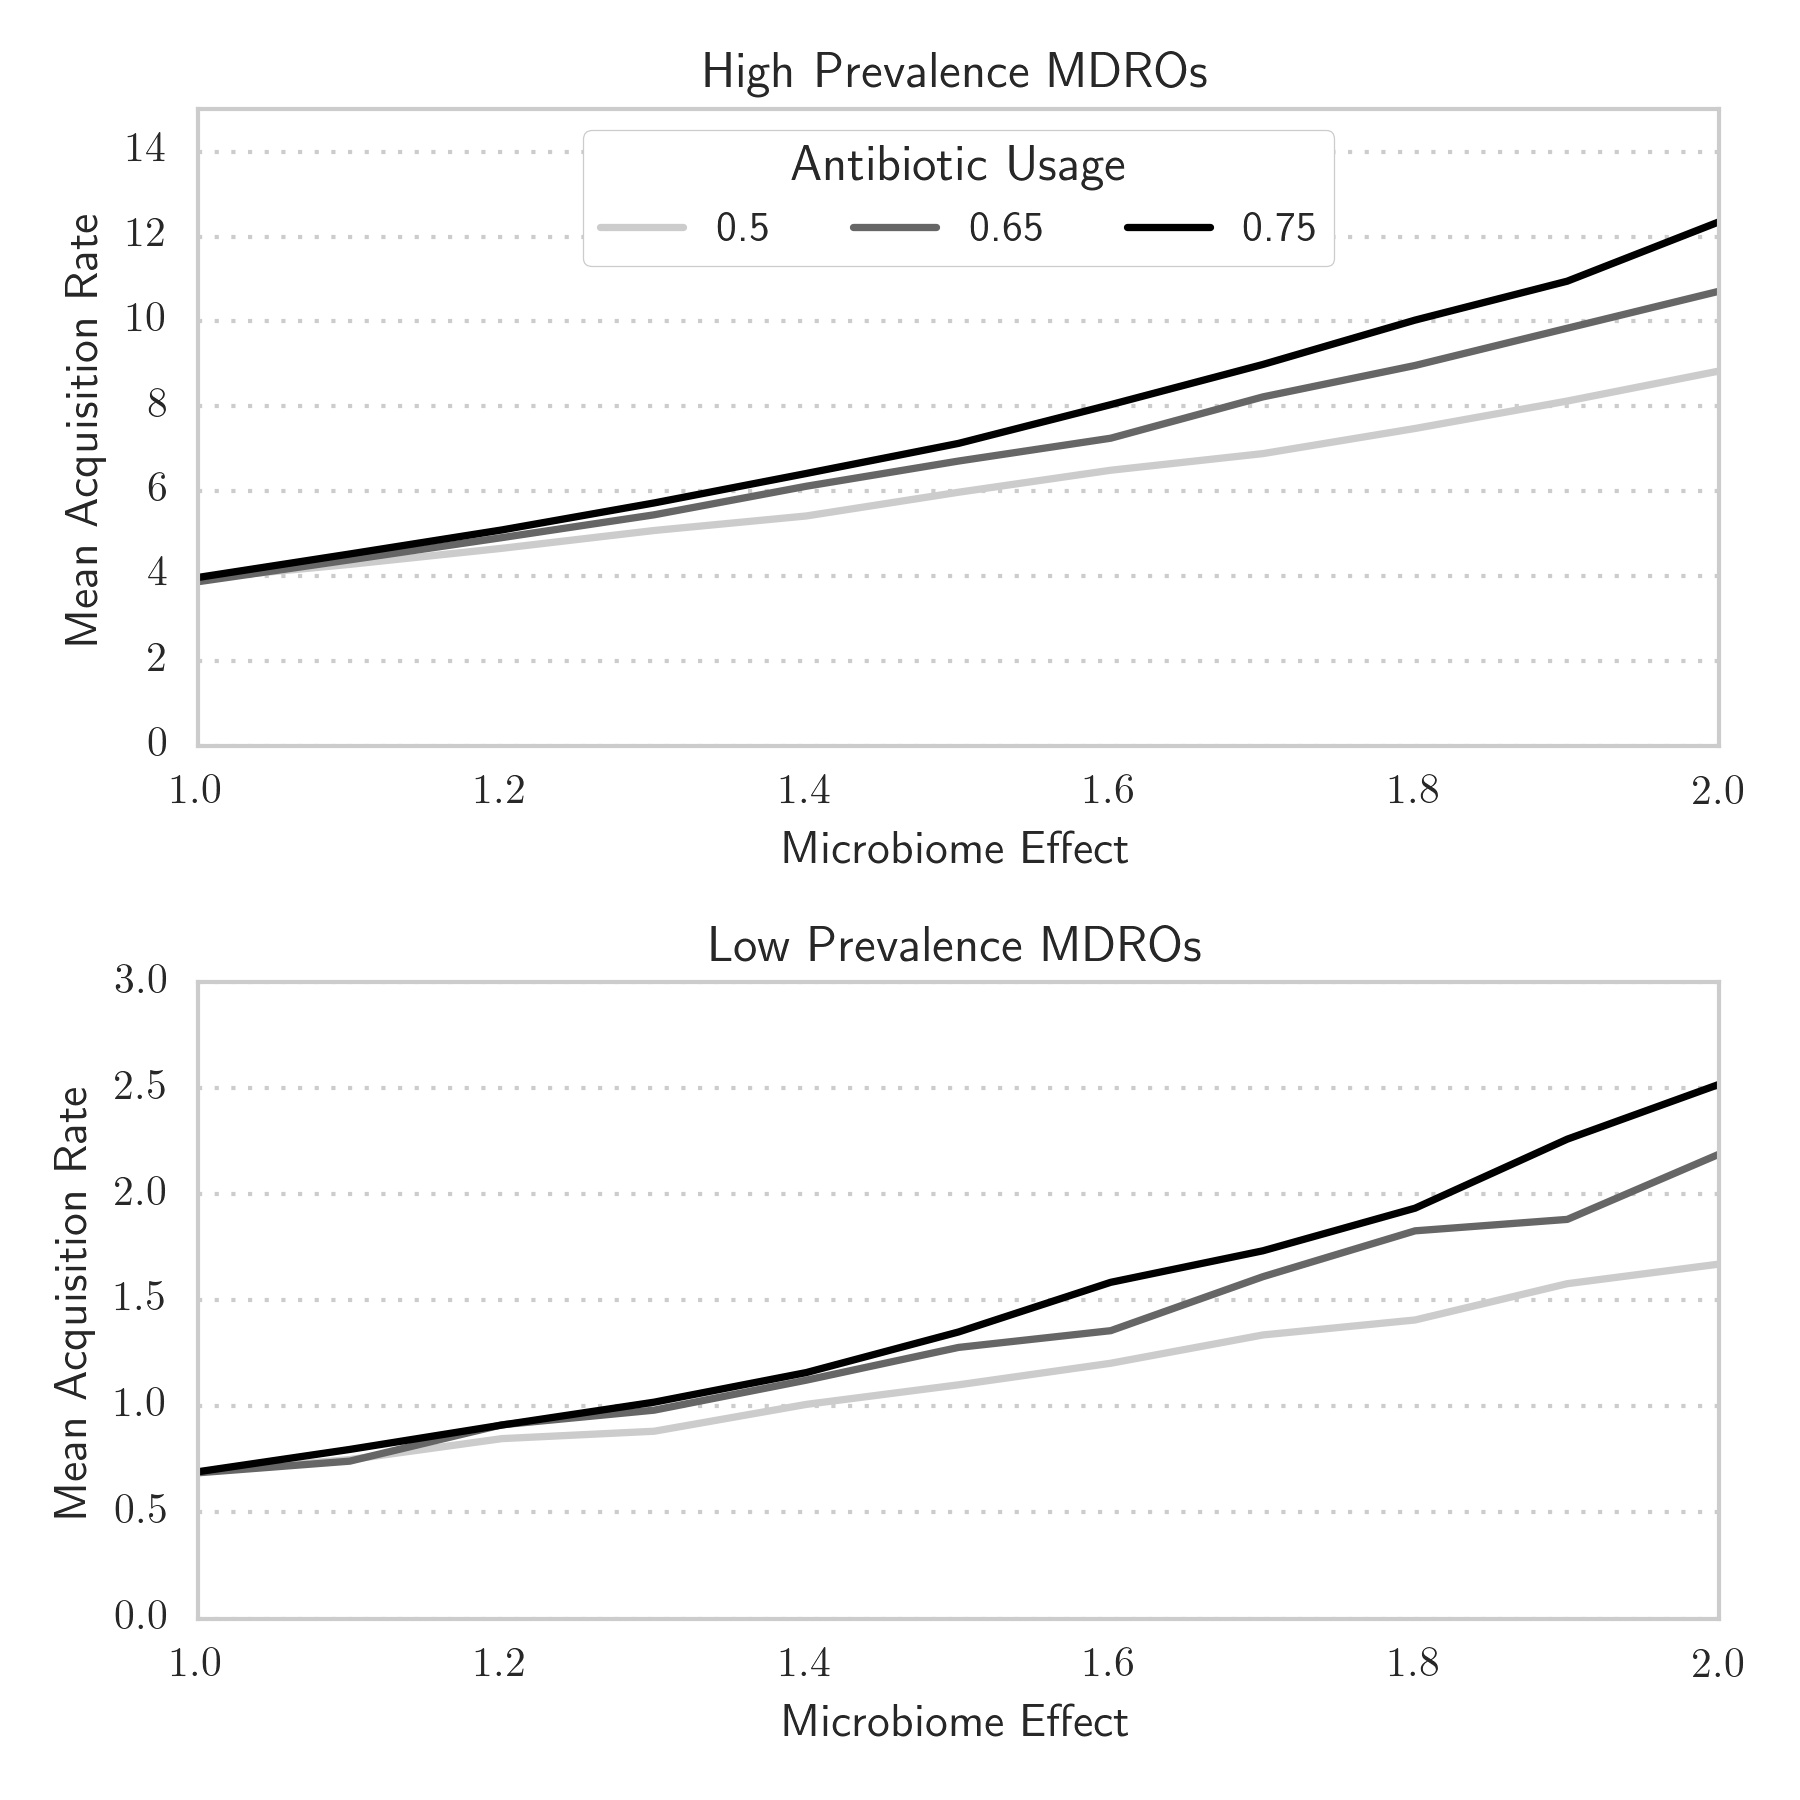 High Prevalence MDROs
Antibiotic Usage
0.5 0.65 0.75
14
12
10
8
6
4
2
0
Mean Acquisition Rate
1.0 1.2 1.4 1.6 1.8 2.0
Microbiome Effect
Low Prevalence MDROs
3.0
2.5
2.0
1.5
1.0
0.5
0.0
Mean Acquisition Rate
1.0 1.2 1.4 1.6 1.8 2.0
Microbiome Effect